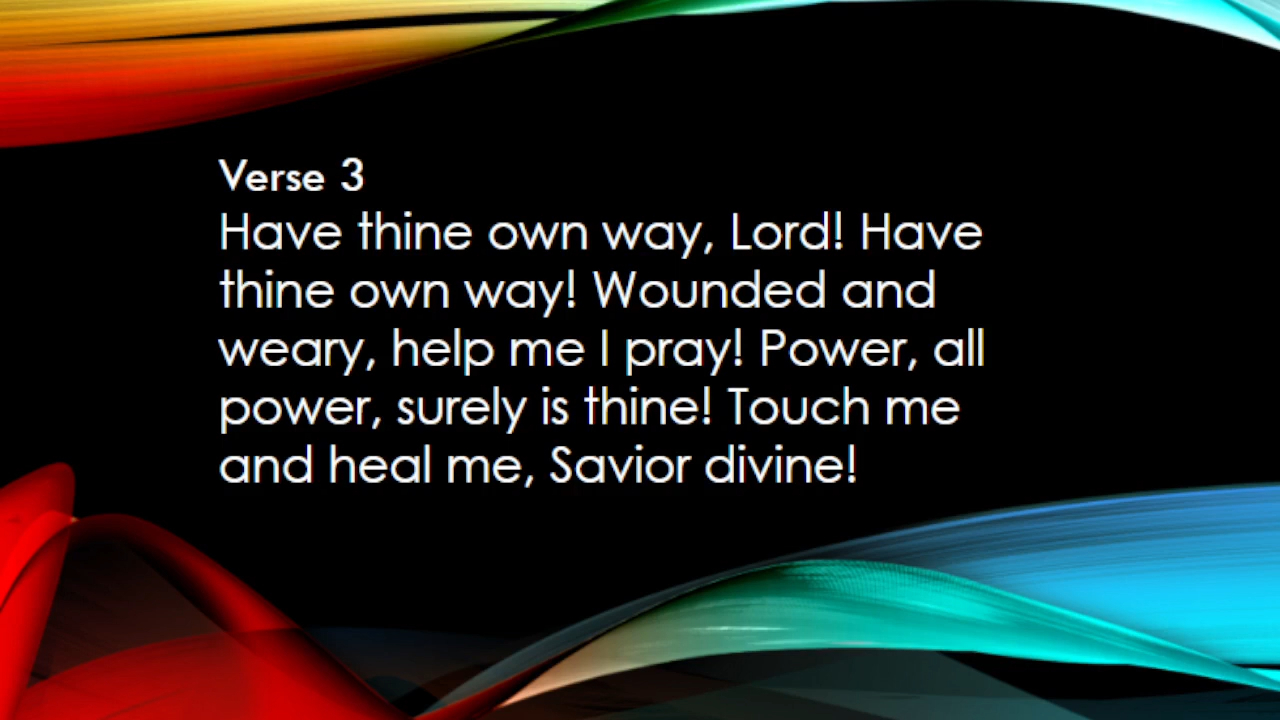 Verse 3
Have thine own way, Lord! Have
thine own way! Wounded and
weary, help me I pray! Power, all
power, surely is thine! Touch me
and heal me, Savior divine!